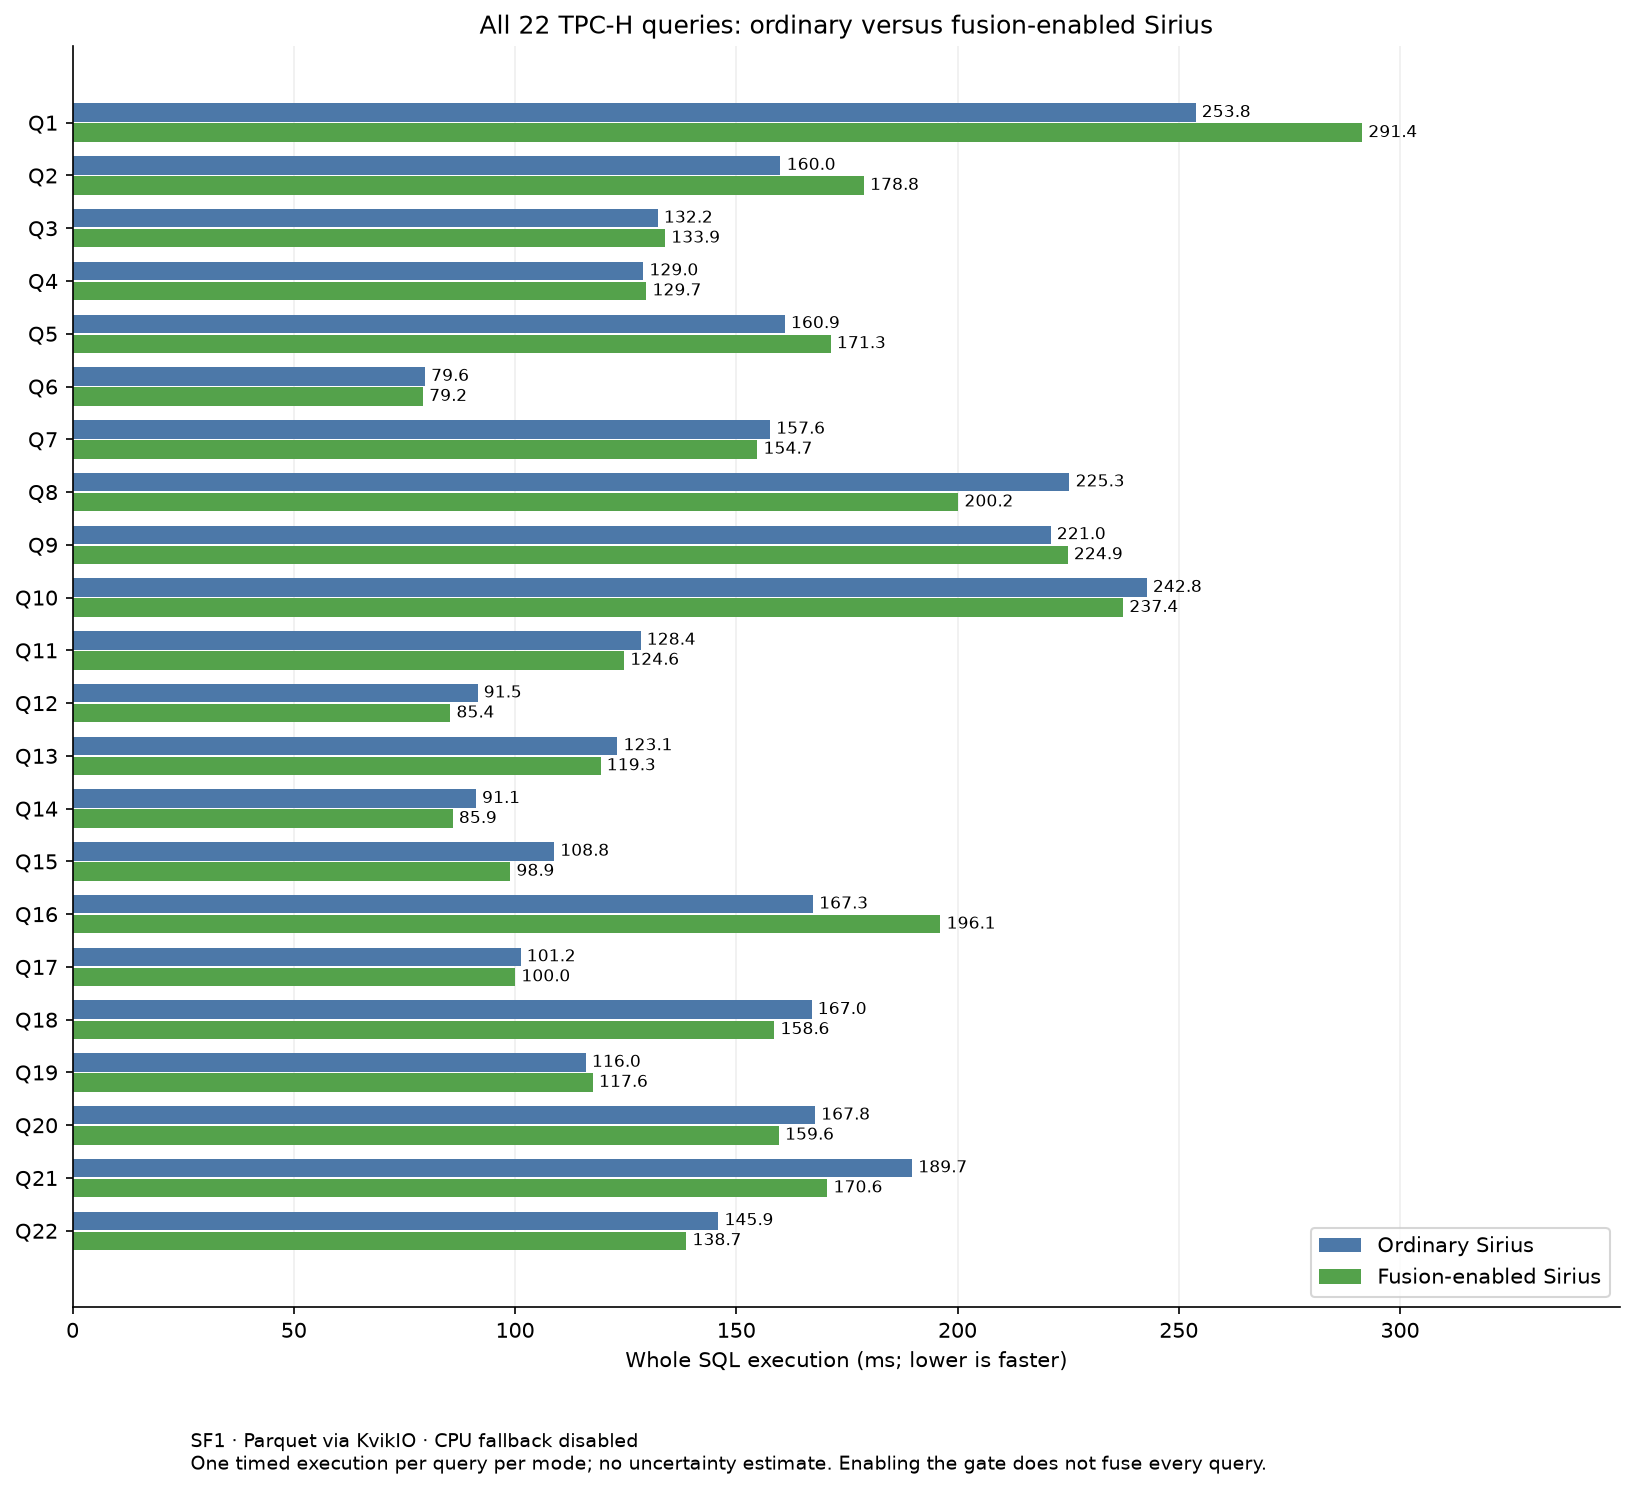 All 22 TPC-H queries: ordinary versus fusion-enabled Sirius
Q1
253.8
291.4
Q2
160.0
178.8
Q3
132.2
133.9
Q4
129.0
129.7
Q5
160.9
171.3
Q6
79.6
79.2
Q7
157.6
154.7
Q8
225.3
200.2
Q9
221.0
224.9
Q10
242.8
237.4
Q11
128.4
124.6
Q12
91.5
85.4
Q13
123.1
119.3
Q14
91.1
85.9
Q15
108.8
98.9
Q16
167.3
196.1
Q17
101.2
100.0
Q18
167.0
158.6
Q19
116.0
117.6
Q20
167.8
159.6
Q21
189.7
170.6
Q22
145.9
138.7
Ordinary Sirius
Fusion-enabled Sirius
0 50 100 150 200 250 300
Whole SQL execution (ms; lower is faster)
SF1 · Parquet via KvikIO · CPU fallback disabled
One timed execution per query per mode; no uncertainty estimate. Enabling the gate does not fuse every query.